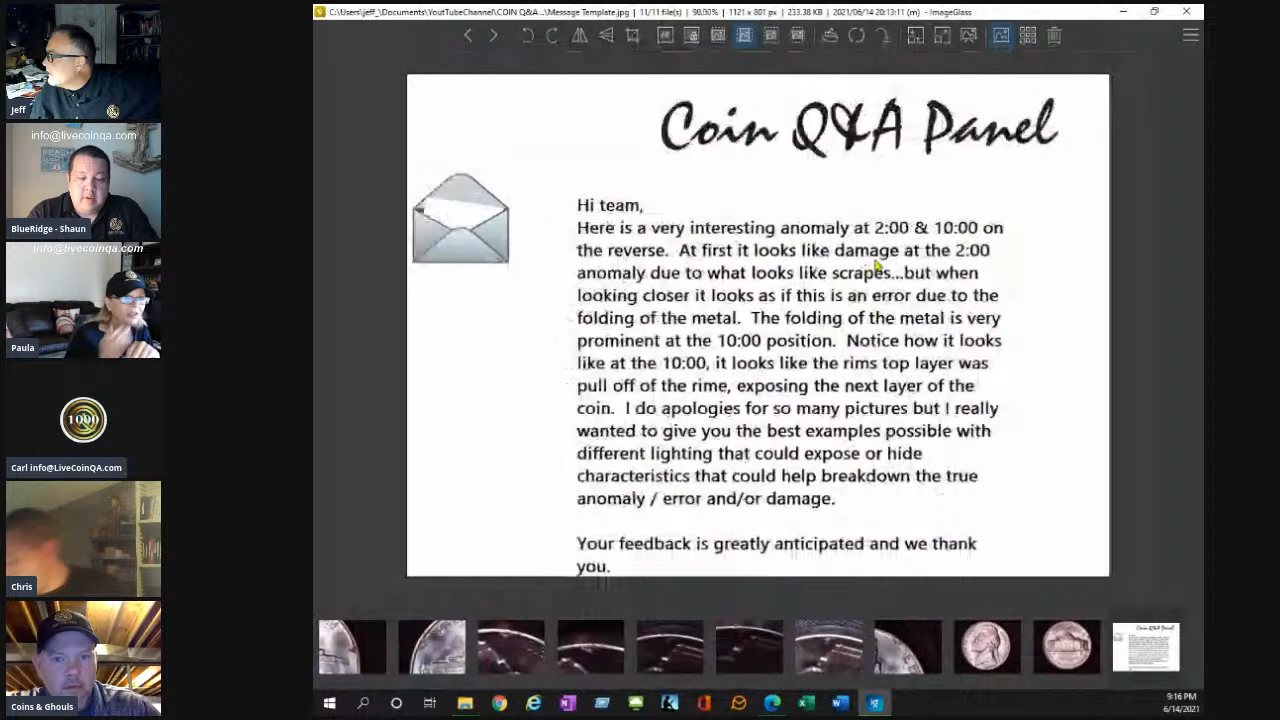 C:\Users\jeff_\Documents\YouTubeChannel\COIN Q&A...\Message Template.jpg | 11/11 file(s) | 98.90% | 1121 x 801 px | 233.38 KB | 2021/06/14 20:13:11 (m) - ImageGlass
Jeff
info@livecoinqa.com
BlueRidge - Shaun
info@livecoinqa.com
Paula
1000
Carl info@LiveCoinQA.com
Chris
Coins & Ghouls
Coin Q&A Panel
Hi team,
Here is a very interesting anomaly at 2:00 & 10:00 on
the reverse. At first it looks like damage at the 2:00
anomaly due to what looks like scrapes...but when
looking closer it looks as if this is an error due to the
folding of the metal. The folding of the metal is very
prominent at the 10:00 position. Notice how it looks
like at the 10:00, it looks like the rims top layer was
pull off of the rime, exposing the next layer of the
coin. I do apologies for so many pictures but I really
wanted to give you the best examples possible with
different lighting that could expose or hide
characteristics that could help breakdown the true
anomaly / error and/or damage.
Your feedback is greatly anticipated and we thank
you.
Coin Q&A Panel
9:16 PM
6/14/2021